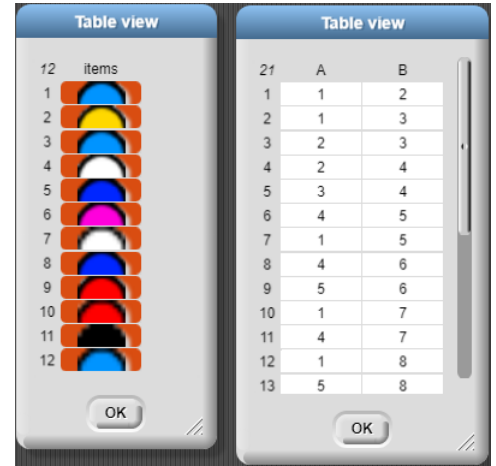 Table view
12 items
1
2
3
4
5
6
7
8
9
10
11
12
OK
Table view
21 A B
1 1 2
2 1 3
3 2 3
4 2 4
5 3 4
6 4 5
7 1 5
8 4 6
9 5 6
10 1 7
11 4 7
12 1 8
13 5 8
OK